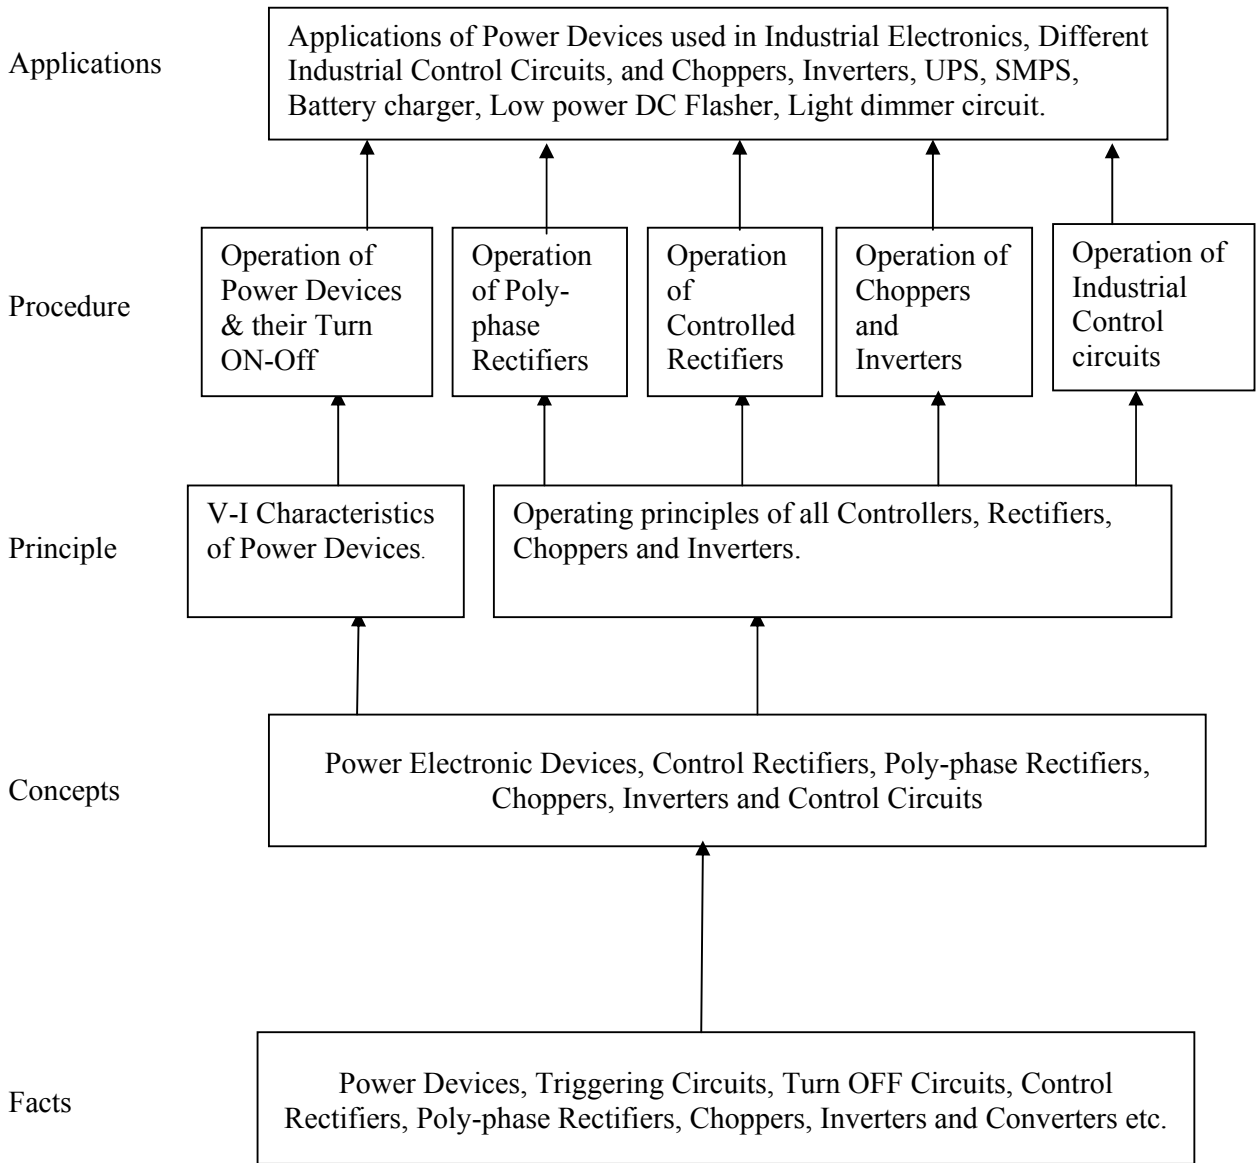 Applications
Applications of Power Devices used in Industrial Electronics, Different
Industrial Control Circuits, and Choppers, Inverters, UPS, SMPS,
Battery charger, Low power DC Flasher, Light dimmer circuit.
Procedure
Operation of
Power Devices
& their Turn
ON-Off
Operation
of Poly-
phase
Rectifiers
Operation
of
Controlled
Rectifiers
Operation of
Choppers
and
Inverters
Operation of
Industrial
Control
circuits
Principle
V-I Characteristics
of Power Devices.
Operating principles of all Controllers, Rectifiers,
Choppers and Inverters.
Concepts
Power Electronic Devices, Control Rectifiers, Poly-phase Rectifiers,
Choppers, Inverters and Control Circuits
Facts
Power Devices, Triggering Circuits, Turn OFF Circuits, Control
Rectifiers, Poly-phase Rectifiers, Choppers, Inverters and Converters etc.